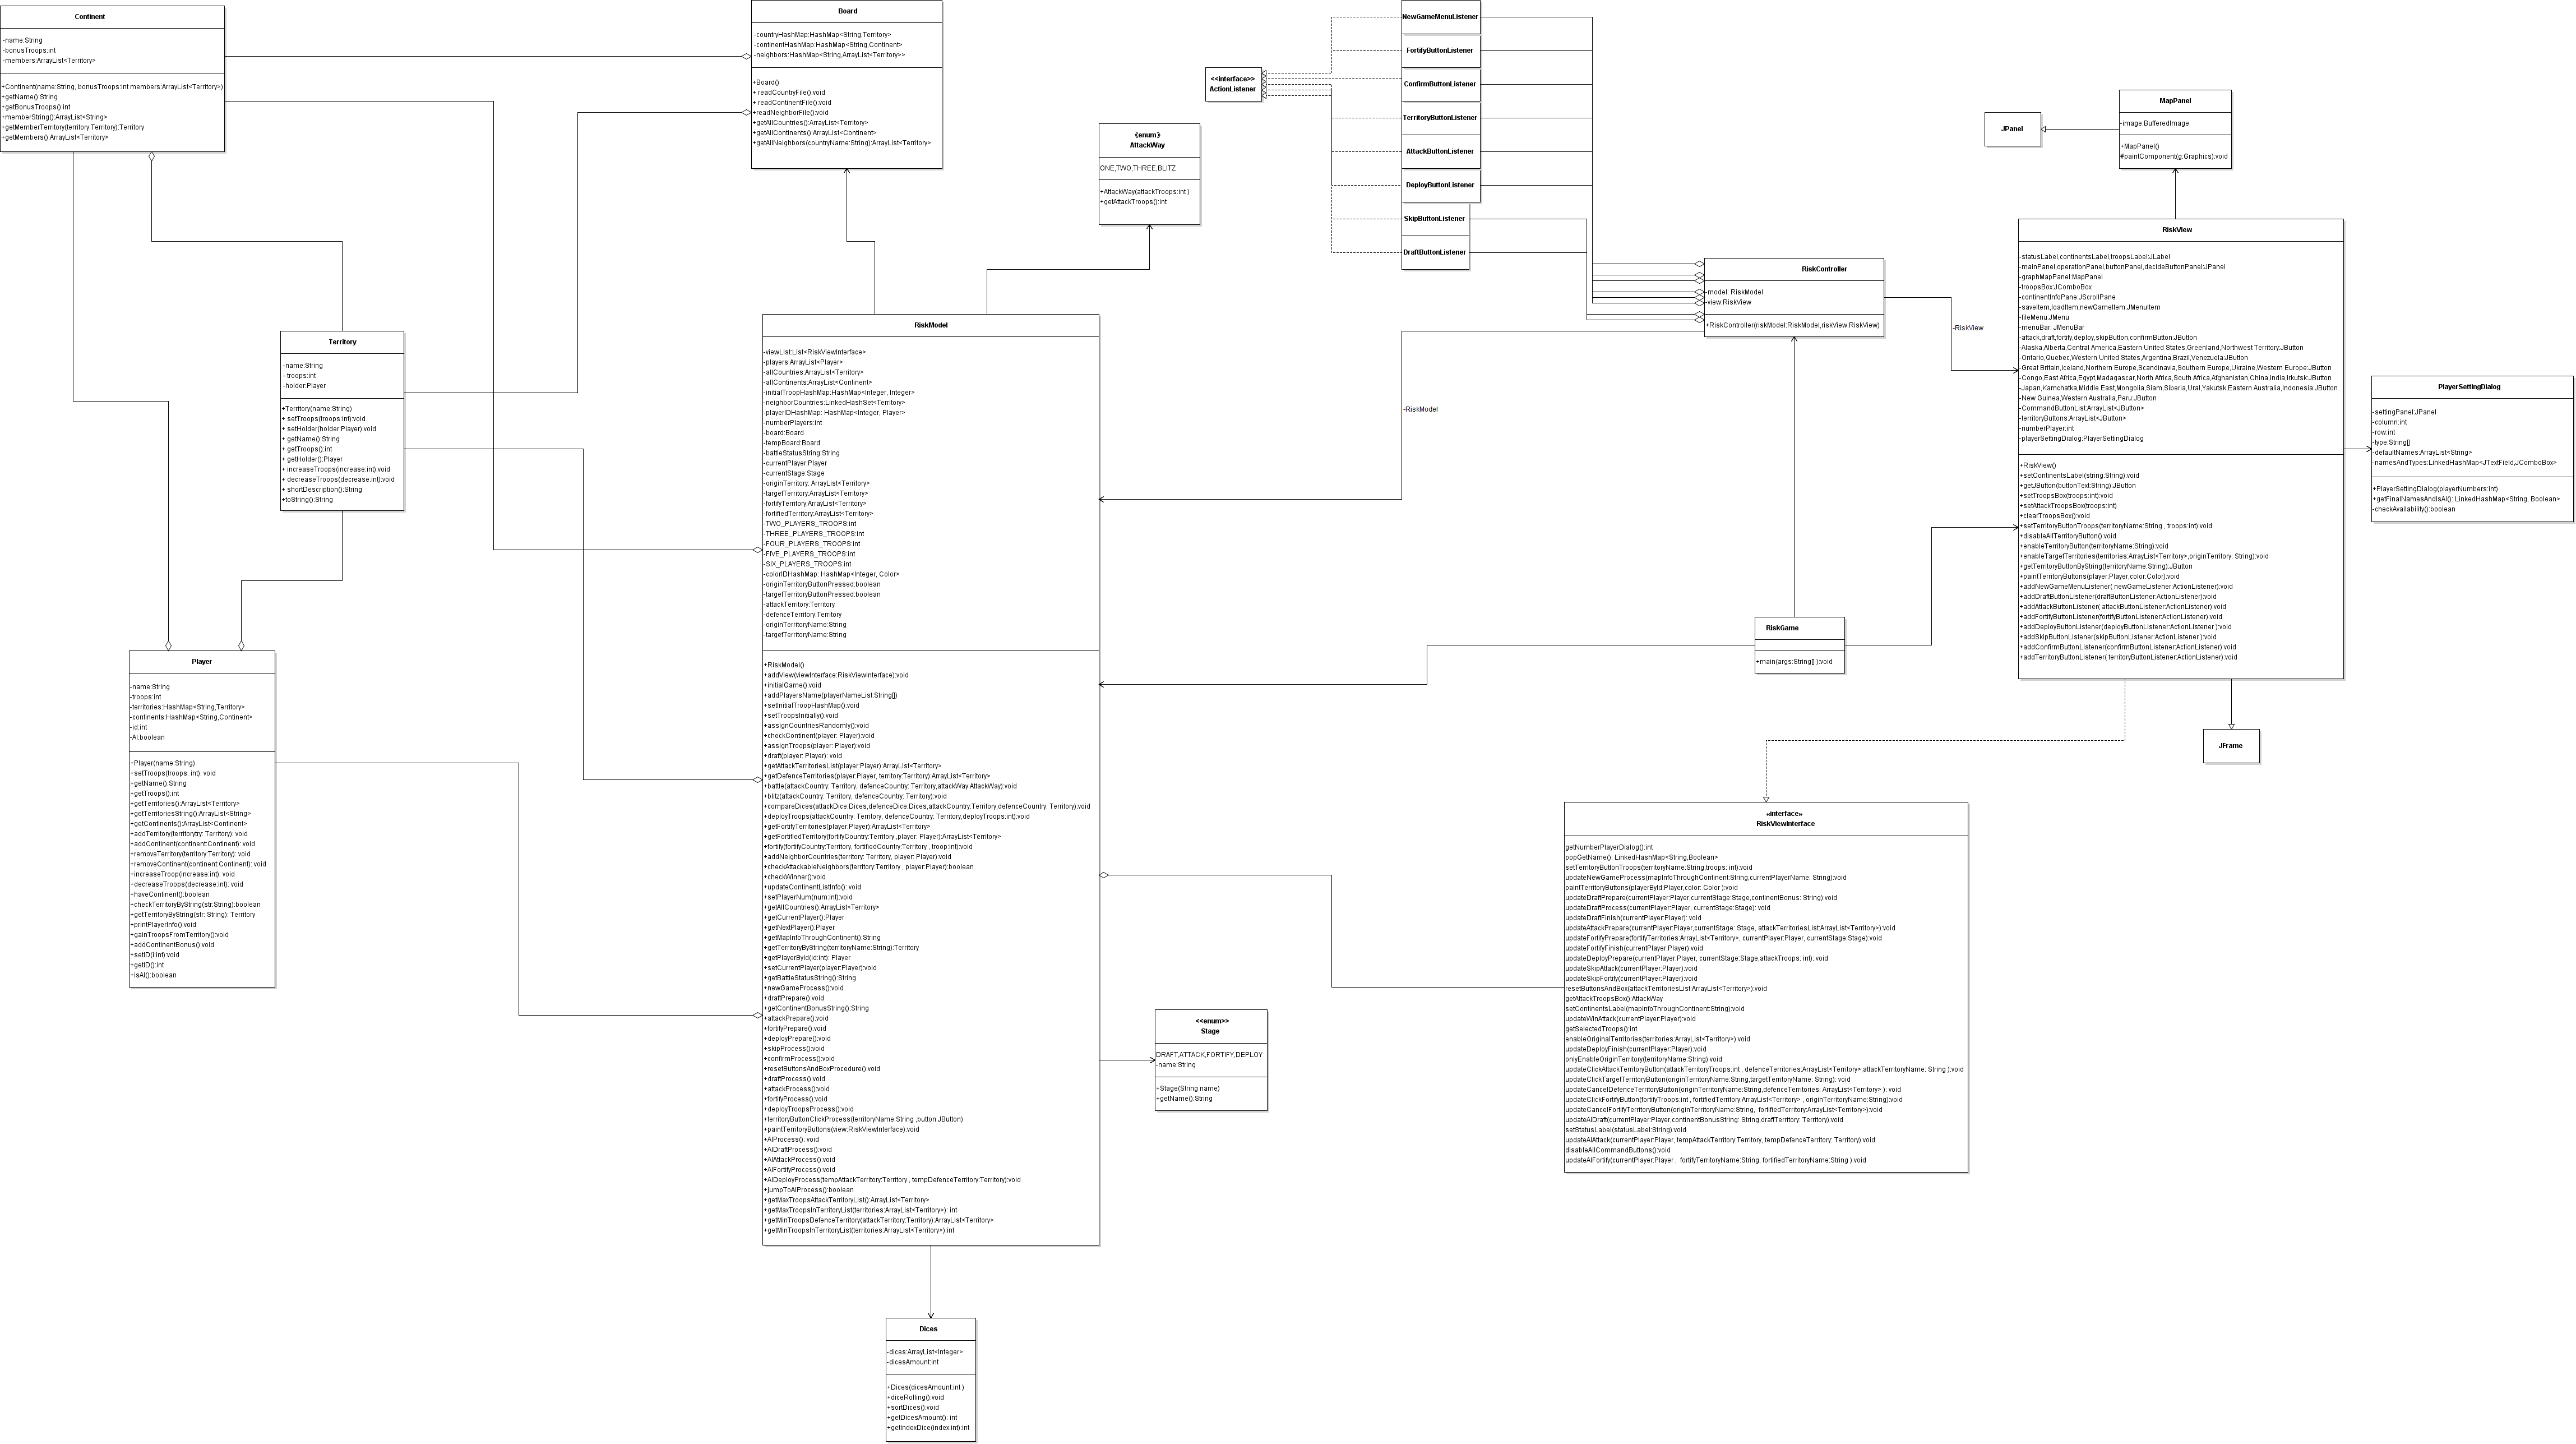 Continent
-name:String
-bonusTroops:int
-members:ArrayList<Territory>
+Continent(name:String, bonusTroops:int members:ArrayList<Territory>)
+getName():String
+getBonusTroops():int
+memberString():ArrayList<String>
+getMemberTerritory(territory:Territory):Territory
+getMembers():ArrayList<Territory>
Board
-countryHashMap:HashMap<String,Territory>
-continentHashMap:HashMap<String,Continent>
-neighbors:HashMap<String,ArrayList<Territory>>
+Board()
+ readCountryFile():void
+ readContinentFile():void
+readNeighborFile():void
+getAllCountries():ArrayList<Territory>
+getAllContinents():ArrayList<Continent>
+getAllNeighbors(countryName:String):ArrayList<Territory>
《enum》
AttackWay
ONE,TWO,THREE,BLITZ
+AttackWay(attackTroops:int )
+getAttackTroops():int
<<interface>>
ActionListener
NewGameMenuListener
FortifyButtonListener
ConfirmButtonListener
TerritoryButtonListener
AttackButtonListener
DeployButtonListener
SkipButtonListener
DraftButtonListener
RiskController
-model: RiskModel
-view:RiskView
+RiskController(riskModel:RiskModel,riskView:RiskView)
-RiskView
-RiskModel
JPanel
MapPanel
-image:BufferedImage
+MapPanel()
#paintComponent(g:Graphics):void
RiskView
-statusLabel,continentsLabel,troopsLabel:JLabel
-mainPanel,operationPanel,buttonPanel,decideButtonPanel:JPanel
-graphMapPanel:MapPanel
-troopsBox:JComboBox
-continentInfoPane:JScrollPane
-saveItem,loadItem,newGameItem:JMenuItem
-fileMenu:JMenu
-menuBar: JMenuBar
-attack,draft,fortify,deploy,skipButton,confirmButton:JButton
-Alaska,Alberta,Central America,Eastern United States,Greenland,Northwest Territory:JButton
-Ontario,Quebec,Western United States,Argentina,Brazil,Venezuela:JButton
-Great Britain,Iceland,Northern Europe,Scandinavia,Southern Europe,Ukraine,Western Europe:JButton
-Congo,East Africa,Egypt,Madagascar,North Africa,South Africa,Afghanistan,China,India,Irkutsk:JButton
-Japan,Kamchatka,Middle East,Mongolia,Siam,Siberia,Ural,Yakutsk,Eastern Australia,Indonesia:JButton
-New Guinea,Western Australia,Peru:JButton
-CommandButtonList:ArrayList<JButton>
-territoryButtons:ArrayList<JButton>
-numberPlayer:int
-playerSettingDialog:PlayerSettingDialog
+RiskView()
+setContinentsLabel(string:String):void
+getJButton(buttonText:String):JButton
+setTroopsBox(troops:int):void
+setAttackTroopsBox(troops:int)
+clearTroopsBox():void
+setTerritoryButtonTroops(territoryName:String , troops:int):void
+disableAllTerritoryButton():void
+enableTerritoryButton(territoryName:String):void
+enableTargetTerritories(territories:ArrayList<Territory>,originTerritory: String):void
+getTerritoryButtonByString(territoryName:String):JButton
+paintTerritoryButtons(player:Player,color:Color):void
+addNewGameMenuListener( newGameListener:ActionListener):void
+addDraftButtonListener(draftButtonListener:ActionListener):void
+addAttackButtonListener( attackButtonListener:ActionListener):void
+addFortifyButtonListener(fortifyButtonListener:ActionListener):void
+addDeployButtonListener(deployButtonListener:ActionListener ):void
+addSkipButtonListener(skipButtonListener:ActionListener ):void
+addConfirmButtonListener(confirmButtonListener:ActionListener):void
+addTerritoryButtonListener( territoryButtonListener:ActionListener):void
PlayerSettingDialog
-settingPanel:JPanel
-column:int
-row:int
-type:String[]
-defaultNames:ArrayList<String>
-namesAndTypes:LinkedHashMap<JTextField,JComboBox>
+PlayerSettingDialog(playerNumbers:int)
+getFinalNamesAndIsAI(): LinkedHashMap<String, Boolean>
-checkAvailability():boolean
Territory
-name:String
- troops:int
-holder:Player
+Territory(name:String)
+ setTroops(troops:int):void
+ setHolder(holder:Player):void
+ getName():String
+ getTroops():int
+ getHolder():Player
+ increaseTroops(increase:int):void
+ decreaseTroops(decrease:int):void
+ shortDescription():String
+toString():String
RiskModel
-viewList:List<RiskViewInterface>
-players:ArrayList<Player>
-allCountries:ArrayList<Territory>
-allContinents:ArrayList<Continent>
-initialTroopHashMap:HashMap<Integer, Integer>
-neighborCountries:LinkedHashSet<Territory>
-playerIDHashMap: HashMap<Integer, Player>
-numberPlayers:int
-board:Board
-tempBoard:Board
-battleStatusString:String
-currentPlayer:Player
-currentStage:Stage
-originTerritory: ArrayList<Territory>
-targetTerritory:ArrayList<Territory>
-fortifyTerritory:ArrayList<Territory>
-fortifiedTerritory:ArrayList<Territory>
-TWO_PLAYERS_TROOPS:int
-THREE_PLAYERS_TROOPS:int
-FOUR_PLAYERS_TROOPS:int
-FIVE_PLAYERS_TROOPS:int
-SIX_PLAYERS_TROOPS:int
-colorIDHashMap: HashMap<Integer, Color>
-originTerritoryButtonPressed:boolean
-targetTerritoryButtonPressed:boolean
-attackTerritory:Territory
-defenceTerritory:Territory
-originTerritoryName:String
-targetTerritoryName:String
+RiskModel()
+addView(viewInterface:RiskViewInterface):void
+initialGame():void
+addPlayersName(playerNameList:String[])
+setInitialTroopHashMap():void
+setTroopsInitially():void
+assignCountriesRandomly():void
+checkContinent(player: Player):void
+assignTroops(player: Player):void
+draft(player: Player): void
+getAttackTerritoriesList(player:Player):ArrayList<Territory>
+getDefenceTerritories(player:Player, territory:Territory):ArrayList<Territory>
+battle(attackCountry: Territory, defenceCountry: Territory,attackWay:AttackWay):void
+blitz(attackCountry: Territory, defenceCountry: Territory):void
+compareDices(attackDice:Dices,defenceDice:Dices,attackCountry:Territory,defenceCountry: Territory):void
+deployTroops(attackCountry: Territory, defenceCountry: Territory,deployTroops:int):void
+getFortifyTerritories(player:Player):ArrayList<Territory>
+getFortifiedTerritory(fortifyCountry:Territory ,player: Player):ArrayList<Territory>
+fortify(fortifyCountry:Territory, fortifiedCountry:Territory , troop:int):void
+addNeighborCountries(territory: Territory, player: Player):void
+checkAttackableNeighbors(territory:Territory , player:Player):boolean
+checkWinner():void
+updateContinentListInfo(): void
+setPlayerNum(num:int):void
+getAllCountries():ArrayList<Territory>
+getCurrentPlayer():Player
+getNextPlayer():Player
+getMapInfoThroughContinent():String
+getTerritoryByString(territoryName:String):Territory
+getPlayerById(id:int): Player
+setCurrentPlayer(player:Player):void
+getBattleStatusString():String
+newGameProcess():void
+draftPrepare():void
+getContinentBonusString():String
+attackPrepare():void
+fortifyPrepare():void
+deployPrepare():void
+skipProcess():void
+confirmProcess():void
+resetButtonsAndBoxProcedure():void
+draftProcess():void
+attackProcess():void
+fortifyProcess():void
+deployTroopsProcess():void
+territoryButtonClickProcess(territoryName:String ,button:JButton)
+paintTerritoryButtons(view:RiskViewInterface):void
+AIProcess(): void
+AIDraftProcess():void
+AIAttackProcess():void
+AIFortifyProcess():void
+AIDeployProcess(tempAttackTerritory:Territory , tempDefenceTerritory:Territory):void
+jumpToAIProcess():boolean
+getMaxTroopsAttackTerritoryList():ArrayList<Territory>
+getMaxTroopsInTerritoryList(territories:ArrayList<Territory>): int
+getMinTroopsDefenceTerritory(attackTerritory:Territory):ArrayList<Territory>
+getMinTroopsInTerritoryList(territories:ArrayList<Territory>):int
Player
-name:String
-troops:int
-territories:HashMap<String,Territory>
-continents:HashMap<String,Continent>
-id:int
-AI:boolean
+Player(name:String)
+setTroops(troops: int): void
+getName():String
+getTroops():int
+getTerritories():ArrayList<Territory>
+getTerritoriesString():ArrayList<String>
+getContinents():ArrayList<Continent>
+addTerritory(territorytry: Territory): void
+addContinent(continent:Continent): void
+removeTerritory(territory:Territory): void
+removeContinent(continent:Continent): void
+increaseTroop(increase:int): void
+decreaseTroops(decrease:int): void
+haveContinent():boolean
+checkTerritoryByString(str:String):boolean
+getTerritoryByString(str: String): Territory
+printPlayerInfo():void
+gainTroopsFromTerritory():void
+addContinentBonus():void
+setID(i:int):void
+getID():int
+isAI():boolean
RiskGame
+main(args:String[] ):void
JFrame
«interface»
RiskViewInterface
getNumberPlayerDialog():int
popGetName(): LinkedHashMap<String,Boolean>
setTerritoryButtonTroops(territoryName:String,troops: int):void
updateNewGameProcess(mapInfoThroughContinent:String,currentPlayerName: String):void
paintTerritoryButtons(playerById:Player,color: Color ):void
updateDraftPrepare(currentPlayer:Player,currentStage:Stage,continentBonus: String):void
updateDraftProcess(currentPlayer:Player, currentStage:Stage): void
updateDraftFinish(currentPlayer:Player): void
updateAttackPrepare(currentPlayer:Player,currentStage: Stage, attackTerritoriesList:ArrayList<Territory>):void
updateFortifyPrepare(fortifyTerritories:ArrayList<Territory>, currentPlayer:Player, currentStage:Stage):void
updateFortifyFinish(currentPlayer:Player):void
updateDeployPrepare(currentPlayer:Player, currentStage:Stage,attackTroops: int): void
updateSkipAttack(currentPlayer:Player):void
updateSkipFortify(currentPlayer:Player):void
resetButtonsAndBox(attackTerritoriesList:ArrayList<Territory>):void
getAttackTroopsBox():AttackWay
setContinentsLabel(mapInfoThroughContinent:String):void
updateWinAttack(currentPlayer:Player):void
getSelectedTroops():int
enableOriginalTerritories(territories:ArrayList<Territory>):void
updateDeployFinish(currentPlayer:Player):void
onlyEnableOriginTerritory(territoryName:String):void
updateClickAttackTerritoryButton(attackTerritoryTroops:int , defenceTerritories:ArrayList<Territory>,attackTerritoryName: String ):void
updateClickTargetTerritoryButton(originTerritoryName:String,targetTerritoryName: String): void
updateCancelDefenceTerritoryButton(originTerritoryName:String,defenceTerritories: ArrayList<Territory> ): void
updateClickFortifyButton(fortifyTroops:int , fortifiedTerritory:ArrayList<Territory> , originTerritoryName:String):void
updateCancelFortifyTerritoryButton(originTerritoryName:String,  fortifiedTerritory:ArrayList<Territory>):void
updateAIDraft(currentPlayer:Player,continentBonusString: String,draftTerritory: Territory):void
setStatusLabel(statusLabel:String):void
updateAIAttack(currentPlayer:Player, tempAttackTerritory:Territory, tempDefenceTerritory: Territory):void
disableAllCommandButtons():void
updateAIFortify(currentPlayer:Player ,  fortifyTerritoryName:String, fortifiedTerritoryName:String ):void
<<enum>>
Stage
DRAFT,ATTACK,FORTIFY,DEPLOY
-name:String
+Stage(String name)
+getName():String
Dices
-dices:ArrayList<Integer>
-dicesAmount:int
+Dices(dicesAmount:int )
+diceRolling():void
+sortDices():void
+getDicesAmount(): int
+getIndexDice(index:int):int